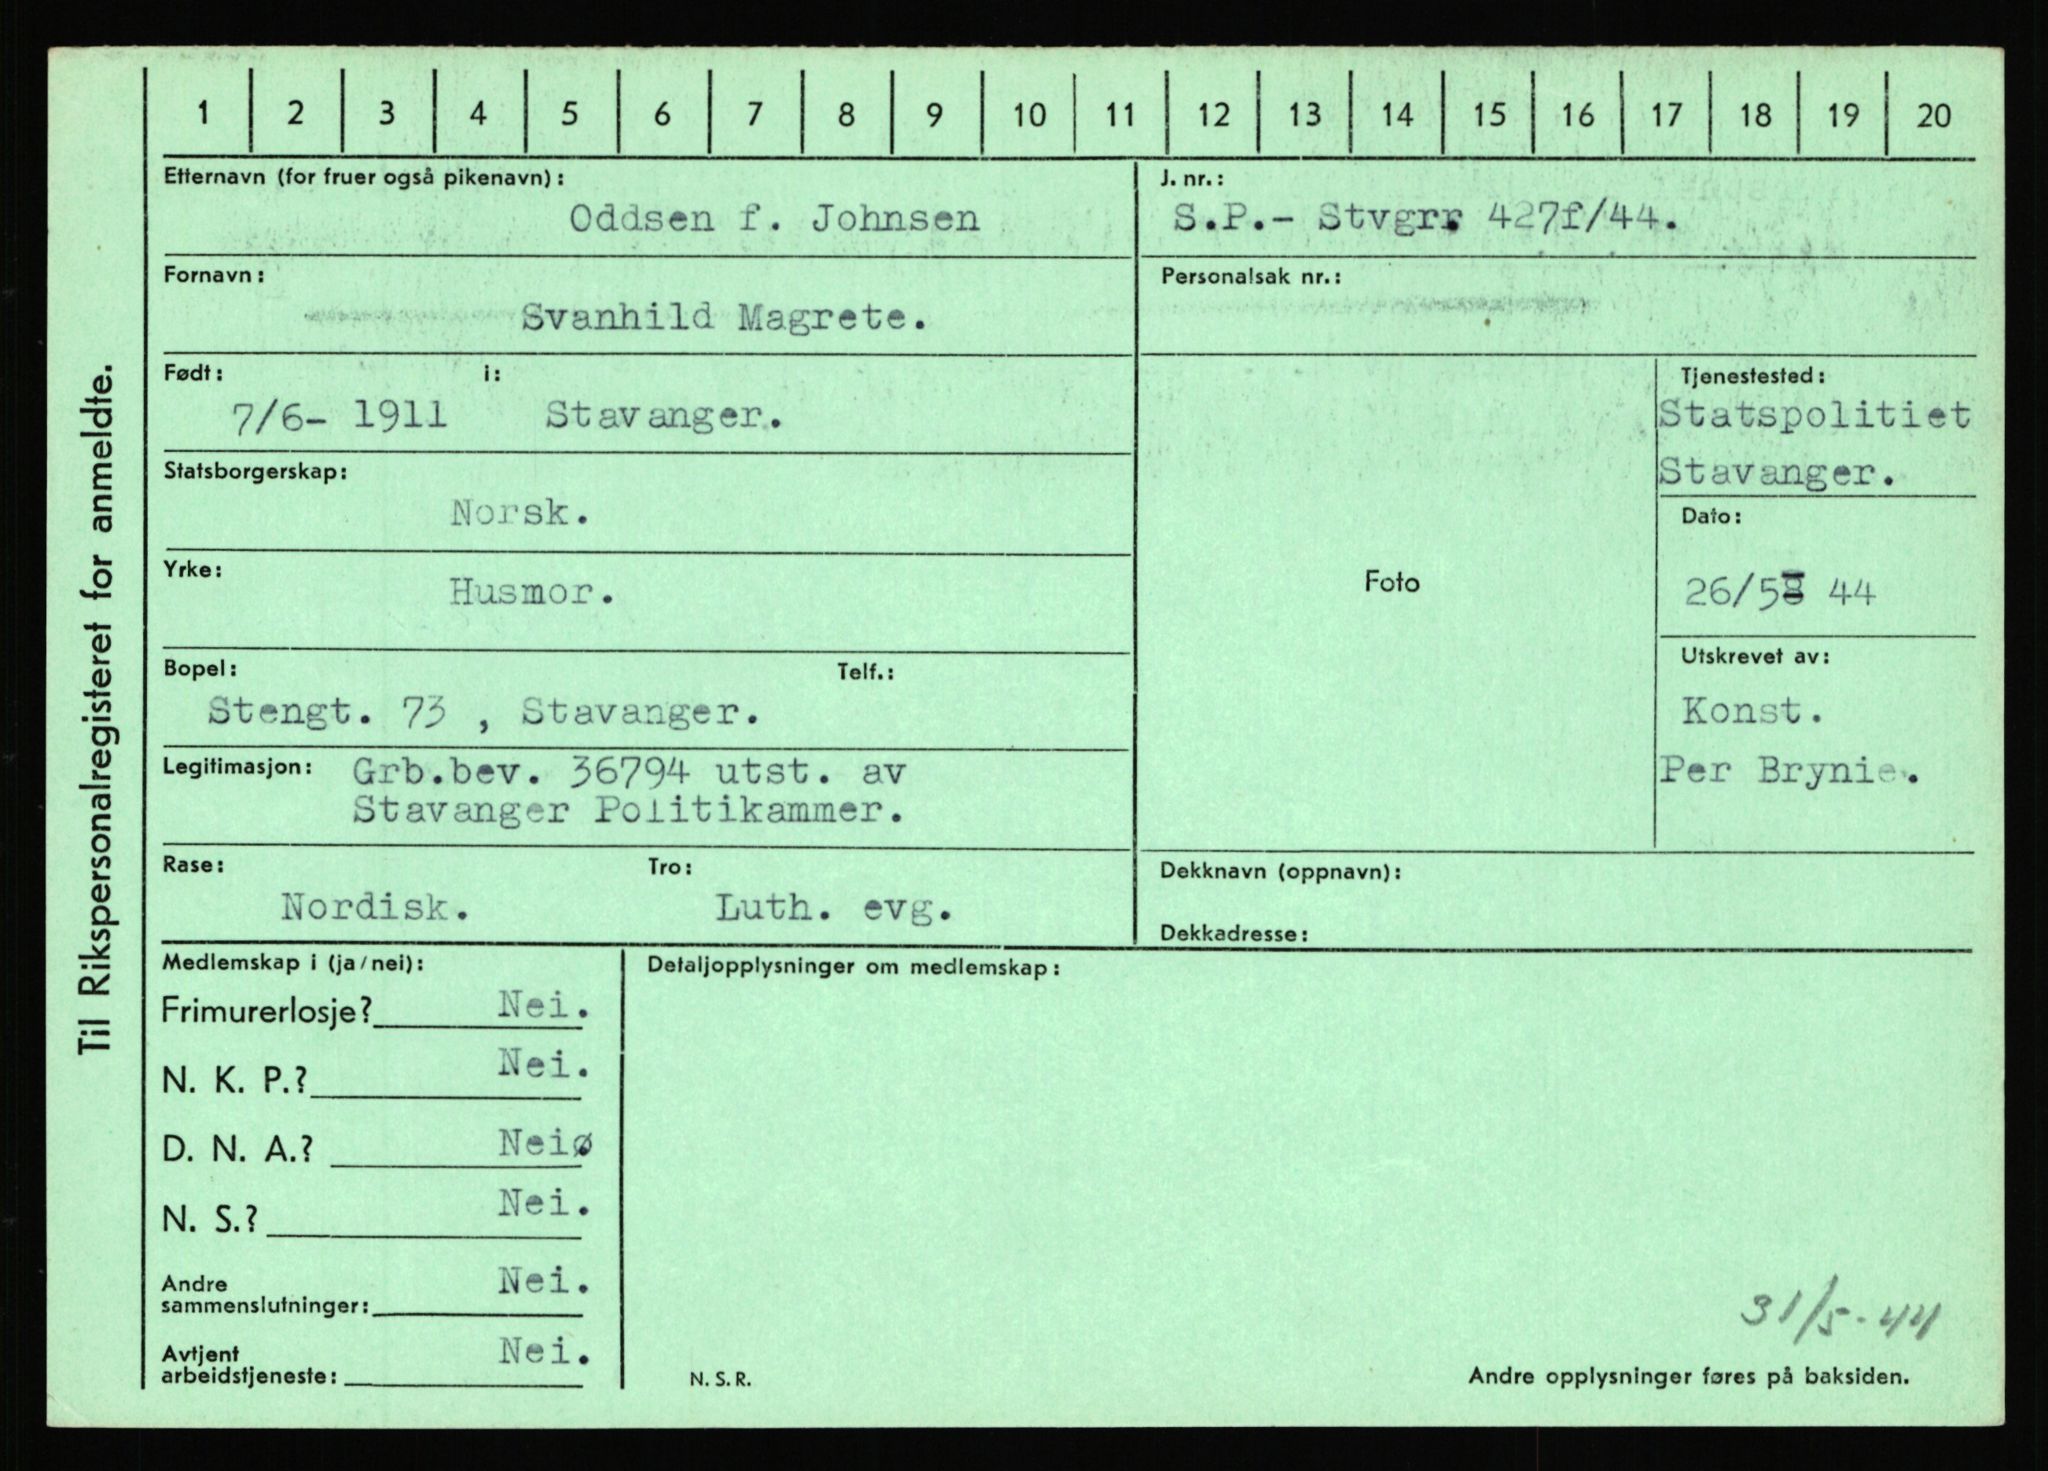 Til Rikspersonalregisteret for anmeldte.
1 2 3 4 5 6 7 8 9 10 11 12 13 14 15 16 17 18 19 20
Etternavn (for fruer også pikenavn):
Oddsen f. Johnsen
J. nr.:
S.P.- Stvgrr. 427f/44.
Fornavn:
Svanhild Magrete.
Personalsak nr.:
Født: i:
7/6- 1911 Stavanger.
Statsborgerskap:
Norsk.
Yrke:
Husmor.
Bopel: Telf.:
Stengt. 73 , Stavanger.
Legitimasjon: Grb.bev. 36794 utst. av
Stavanger Politikammer.
Rase: Tro:
Nordisk. Luth. evg.
Foto
Tjenestested:
Statspolitiet
Stavanger.
Dato:
26/5- 44
Utskrevet av:
Konst.
Per Brynie.
Dekknavn (oppnavn):
Dekkadresse:
Medlemskap i (ja/nei):
Frimurerlosje? Nei.
N. K. P.? Nei.
D. N. A.? Nei.
N. S.? Nei.
Andre
sammenslutninger: Nei.
Avtjent
arbeidstjeneste: Nei.
Detaljopplysninger om medlemskap:
31/5-44
N. S. R.
Andre opplysninger føres på baksiden.